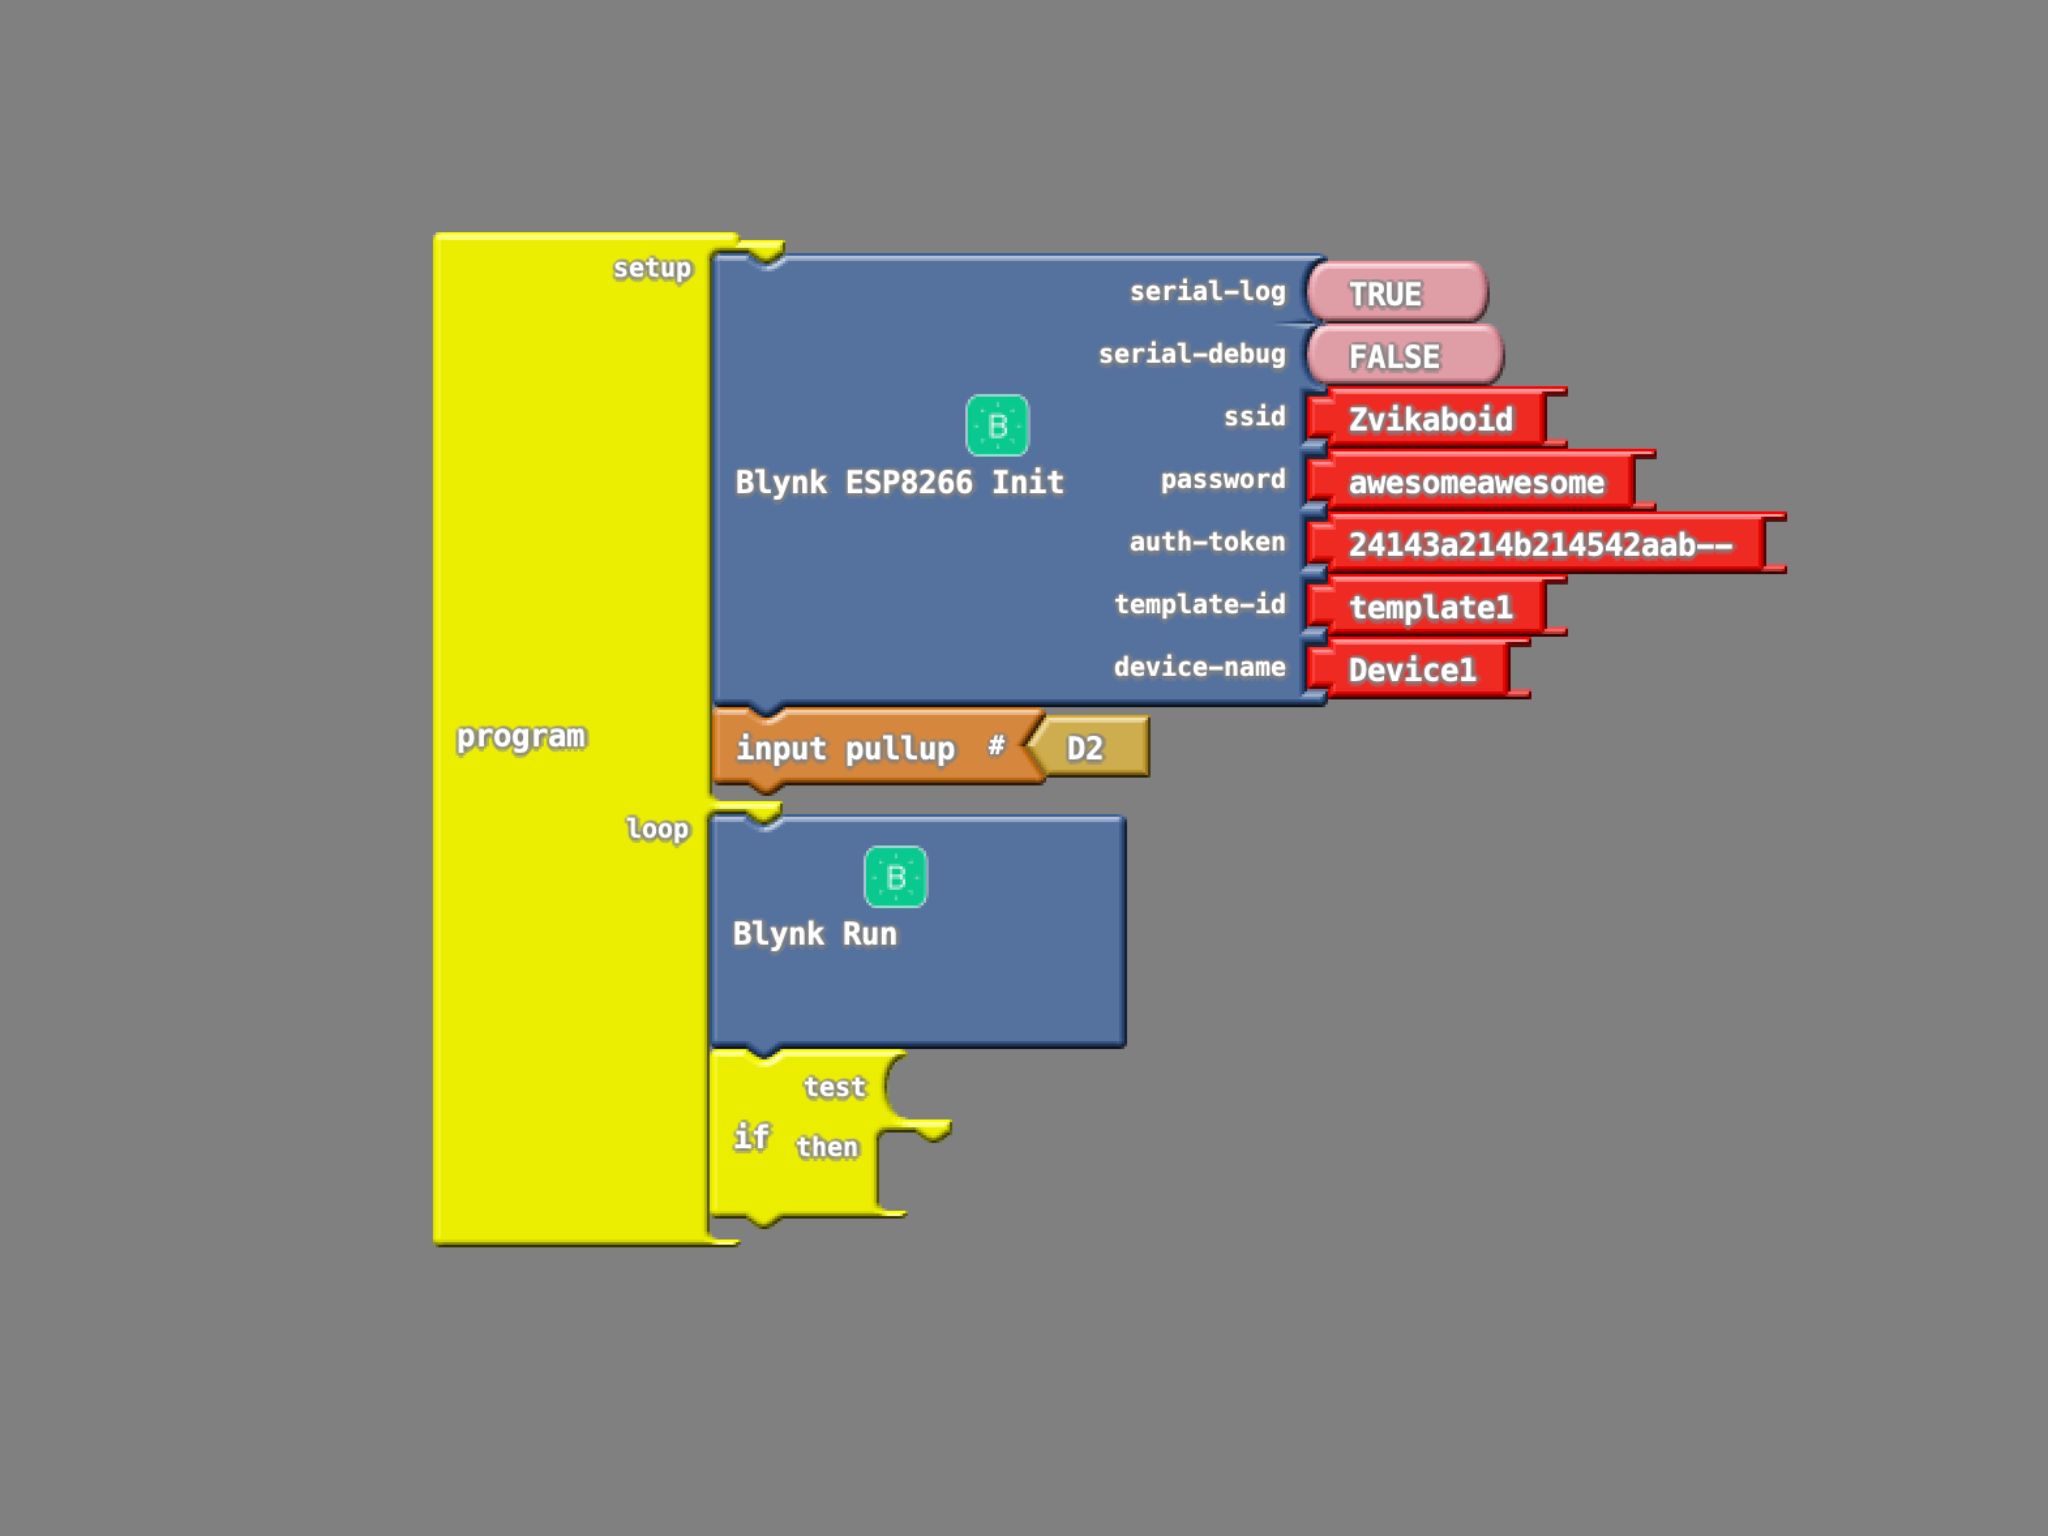 setup
serial-log TRUE
serial-debug FALSE
B
ssid Zvikaboid
Blynk ESP8266 Init
password awesomeawesome
auth-token 24143a214b214542aab--
template-id template1
device-name Device1
program
input pullup # D2
loop
B
Blynk Run
test
if
then